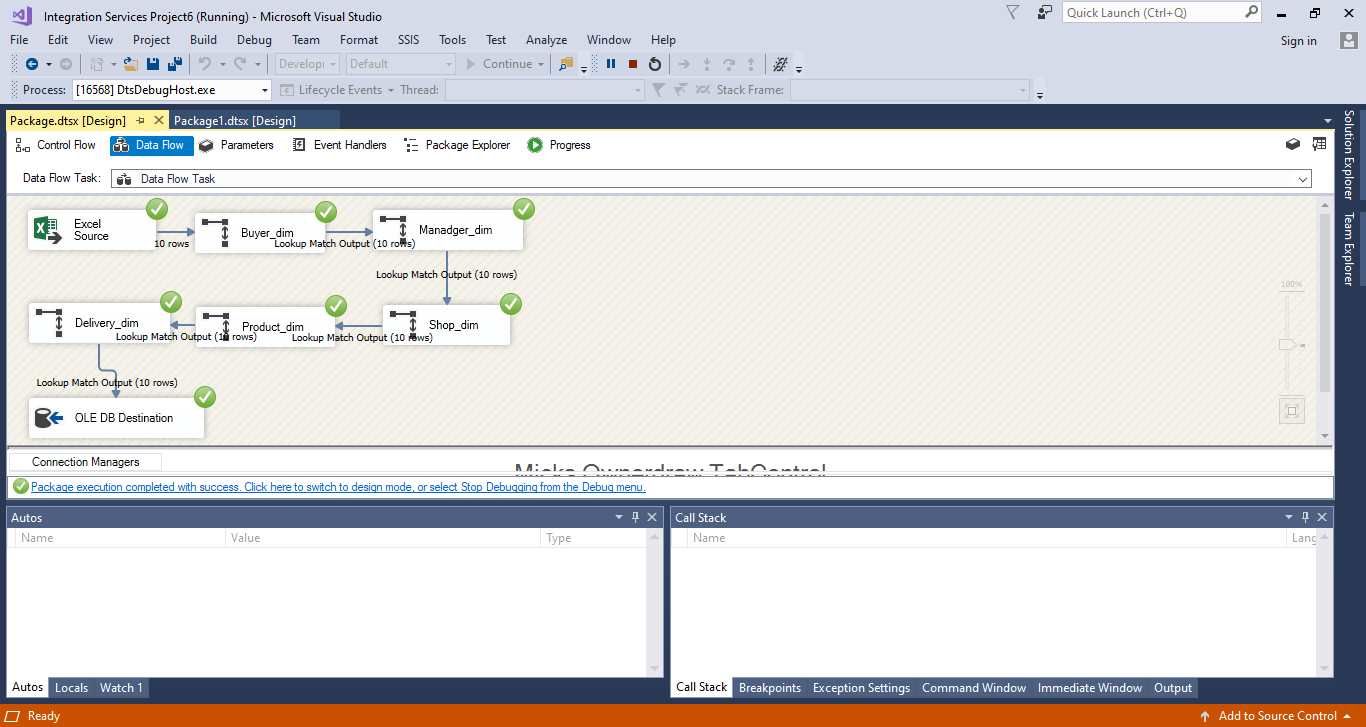 Integration Services Project6 (Running) - Microsoft Visual Studio
Quick Launch (Ctrl+Q)
File Edit View Project Build Debug Team Format SSIS Tools Test Analyze Window Help
Sign in
Default
Continue
Process: [16568] DtsDebugHost.exe Lifecycle Events Thread: Stack Frame:
Package.dtsx [Design] Package1.dtsx [Design]
Control Flow Data Flow Parameters Event Handlers Package Explorer Progress
Data Flow Task: Data Flow Task
Solution Explorer
Team Explorer
Excel
Source
10 rows
Buyer_dim
Lookup Match Output (10 rows)
Manadger_dim
Lookup Match Output (10 rows)
100%
Delivery_dim
Lookup Match Output (10 rows)
Product_dim
Lookup Match Output (10 rows)
Shop_dim
Lookup Match Output (10 rows)
OLE DB Destination
Connection Managers
Package execution completed with success. Click here to switch to design mode, or select Stop Debugging from the Debug menu.
Autos
Name Value Type
Call Stack
Name Lang
Autos Locals Watch 1
Call Stack Breakpoints Exception Settings Command Window Immediate Window Output
Ready
Add to Source Control